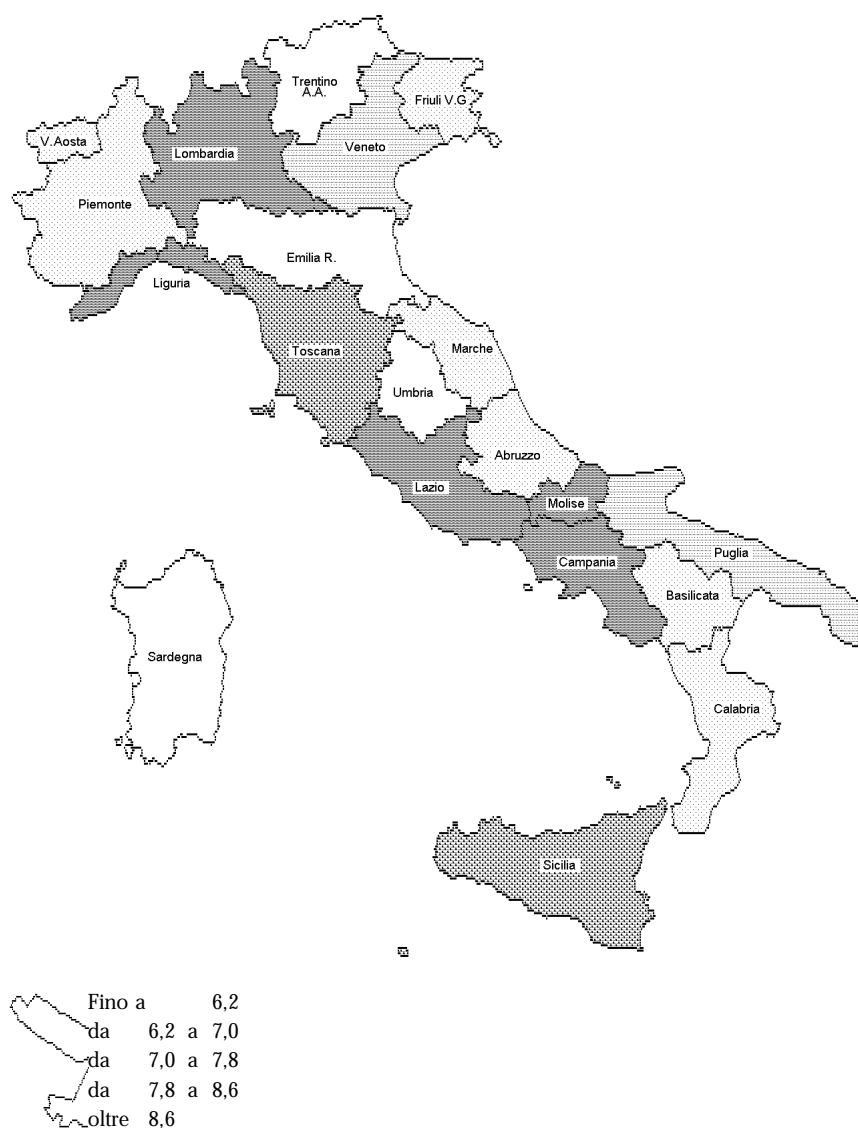 Trentino
A.A.
Friuli V.G
V.Aosta
Lombardia
Veneto
Piemonte
Emilia R.
Liguria
Toscana
Marche
Umbria
Abruzzo
Lazio
Molise
Puglia
Campania
Basilicata
Sardegna
Calabria
Sicilia
Fino a 6,2
da 6,2 a 7,0
da 7,0 a 7,8
da 7,8 a 8,6
oltre 8,6